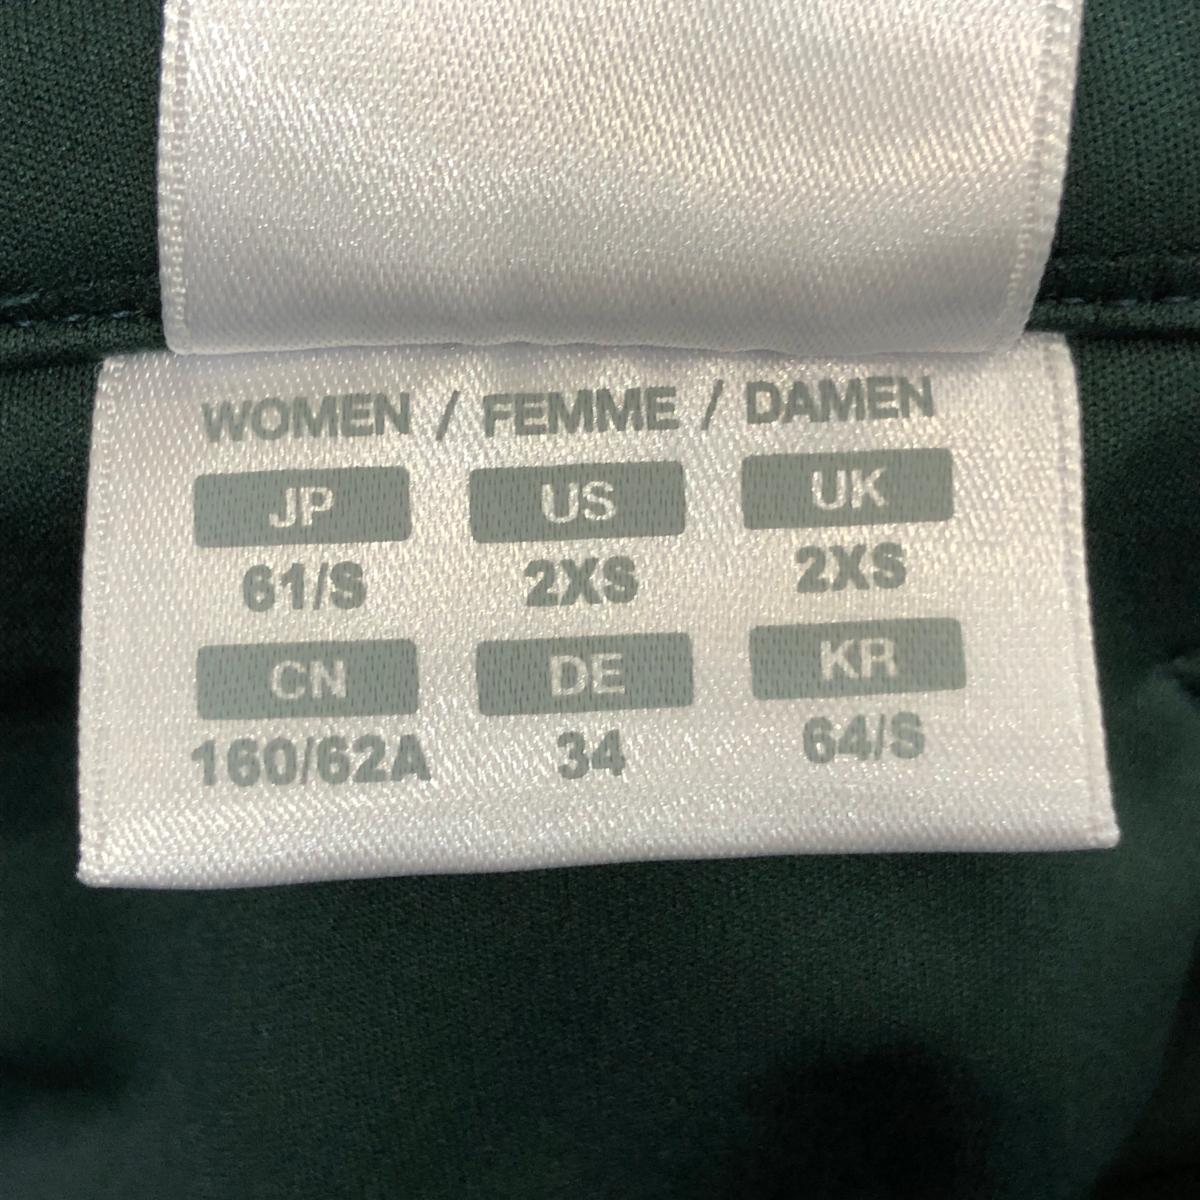 WOMEN / FEMME / DAMEN
JP US UK
61/S 2XS 2XS
CN DE KR
160/62A 34 64/S